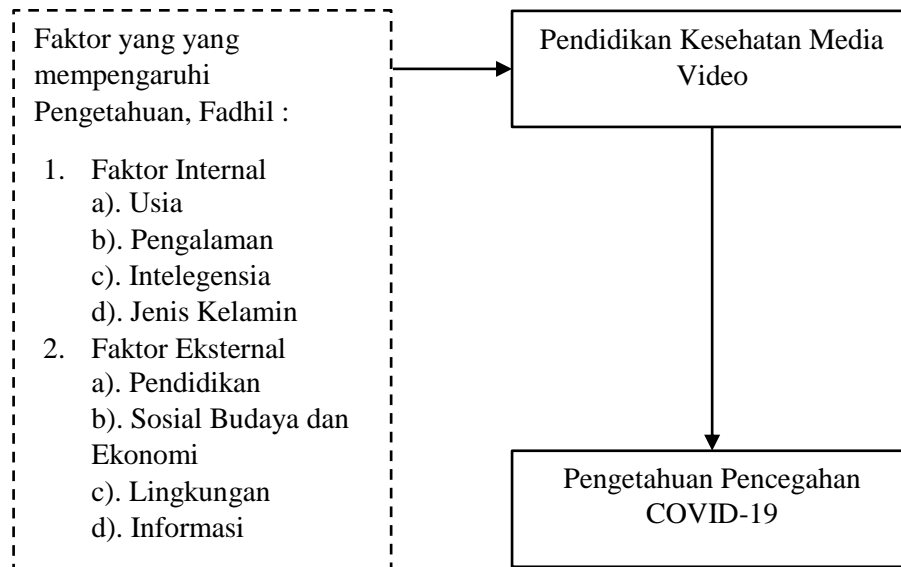 Faktor yang yang
mempengaruhi
Pengetahuan, Fadhil :
1. Faktor Internal
a). Usia
b). Pengalaman
c). Intelegensia
d). Jenis Kelamin
2. Faktor Eksternal
a). Pendidikan
b). Sosial Budaya dan
Ekonomi
c). Lingkungan
d). Informasi
Pendidikan Kesehatan Media
Video
Pengetahuan Pencegahan
COVID-19